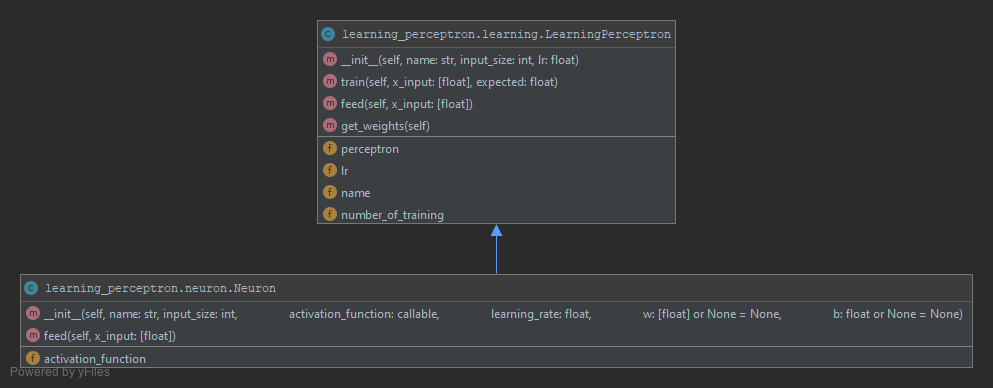 C learning_perceptron.learning.LearningPerceptron
m __init__(self, name: str, input_size: int, lr: float)
m train(self, x_input: [float], expected: float)
m feed(self, x_input: [float])
m get_weights(self)
f perceptron
f lr
f name
f number_of_training
C learning_perceptron.neuron.Neuron
m __init__(self, name: str, input_size: int, activation_function: callable, learning_rate: float, w: [float] or None = None, b: float or None = None)
m feed(self, x_input: [float])
f activation_function
Powered by yFiles